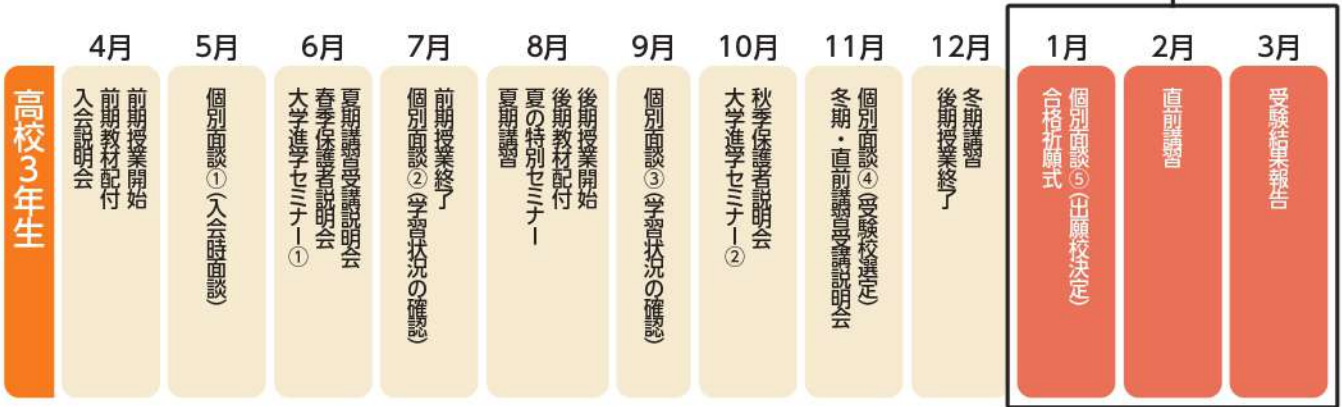 4月
5月
6月
7月
8月
9月
10月
11月
12月
1月
2月
3月
高校3年生
前期授業開始
前期教材配付
入会説明会
個別面談①(入会時面談)
夏期講習受講説明会
春季保護者説明会
大学進学セミナー①
前期授業終了
個別面談②(学習状況の確認)
後期授業開始
後期教材配付
夏の特別セミナー
夏期講習
個別面談③(学習状況の確認)
秋季保護者説明会
大学進学セミナー②
個別面談④(受験校選定)
冬期・直前講習受講説明会
冬期講習
後期授業終了
個別面談⑤(出願校決定)
合格祈願式
直前講習
受験結果報告